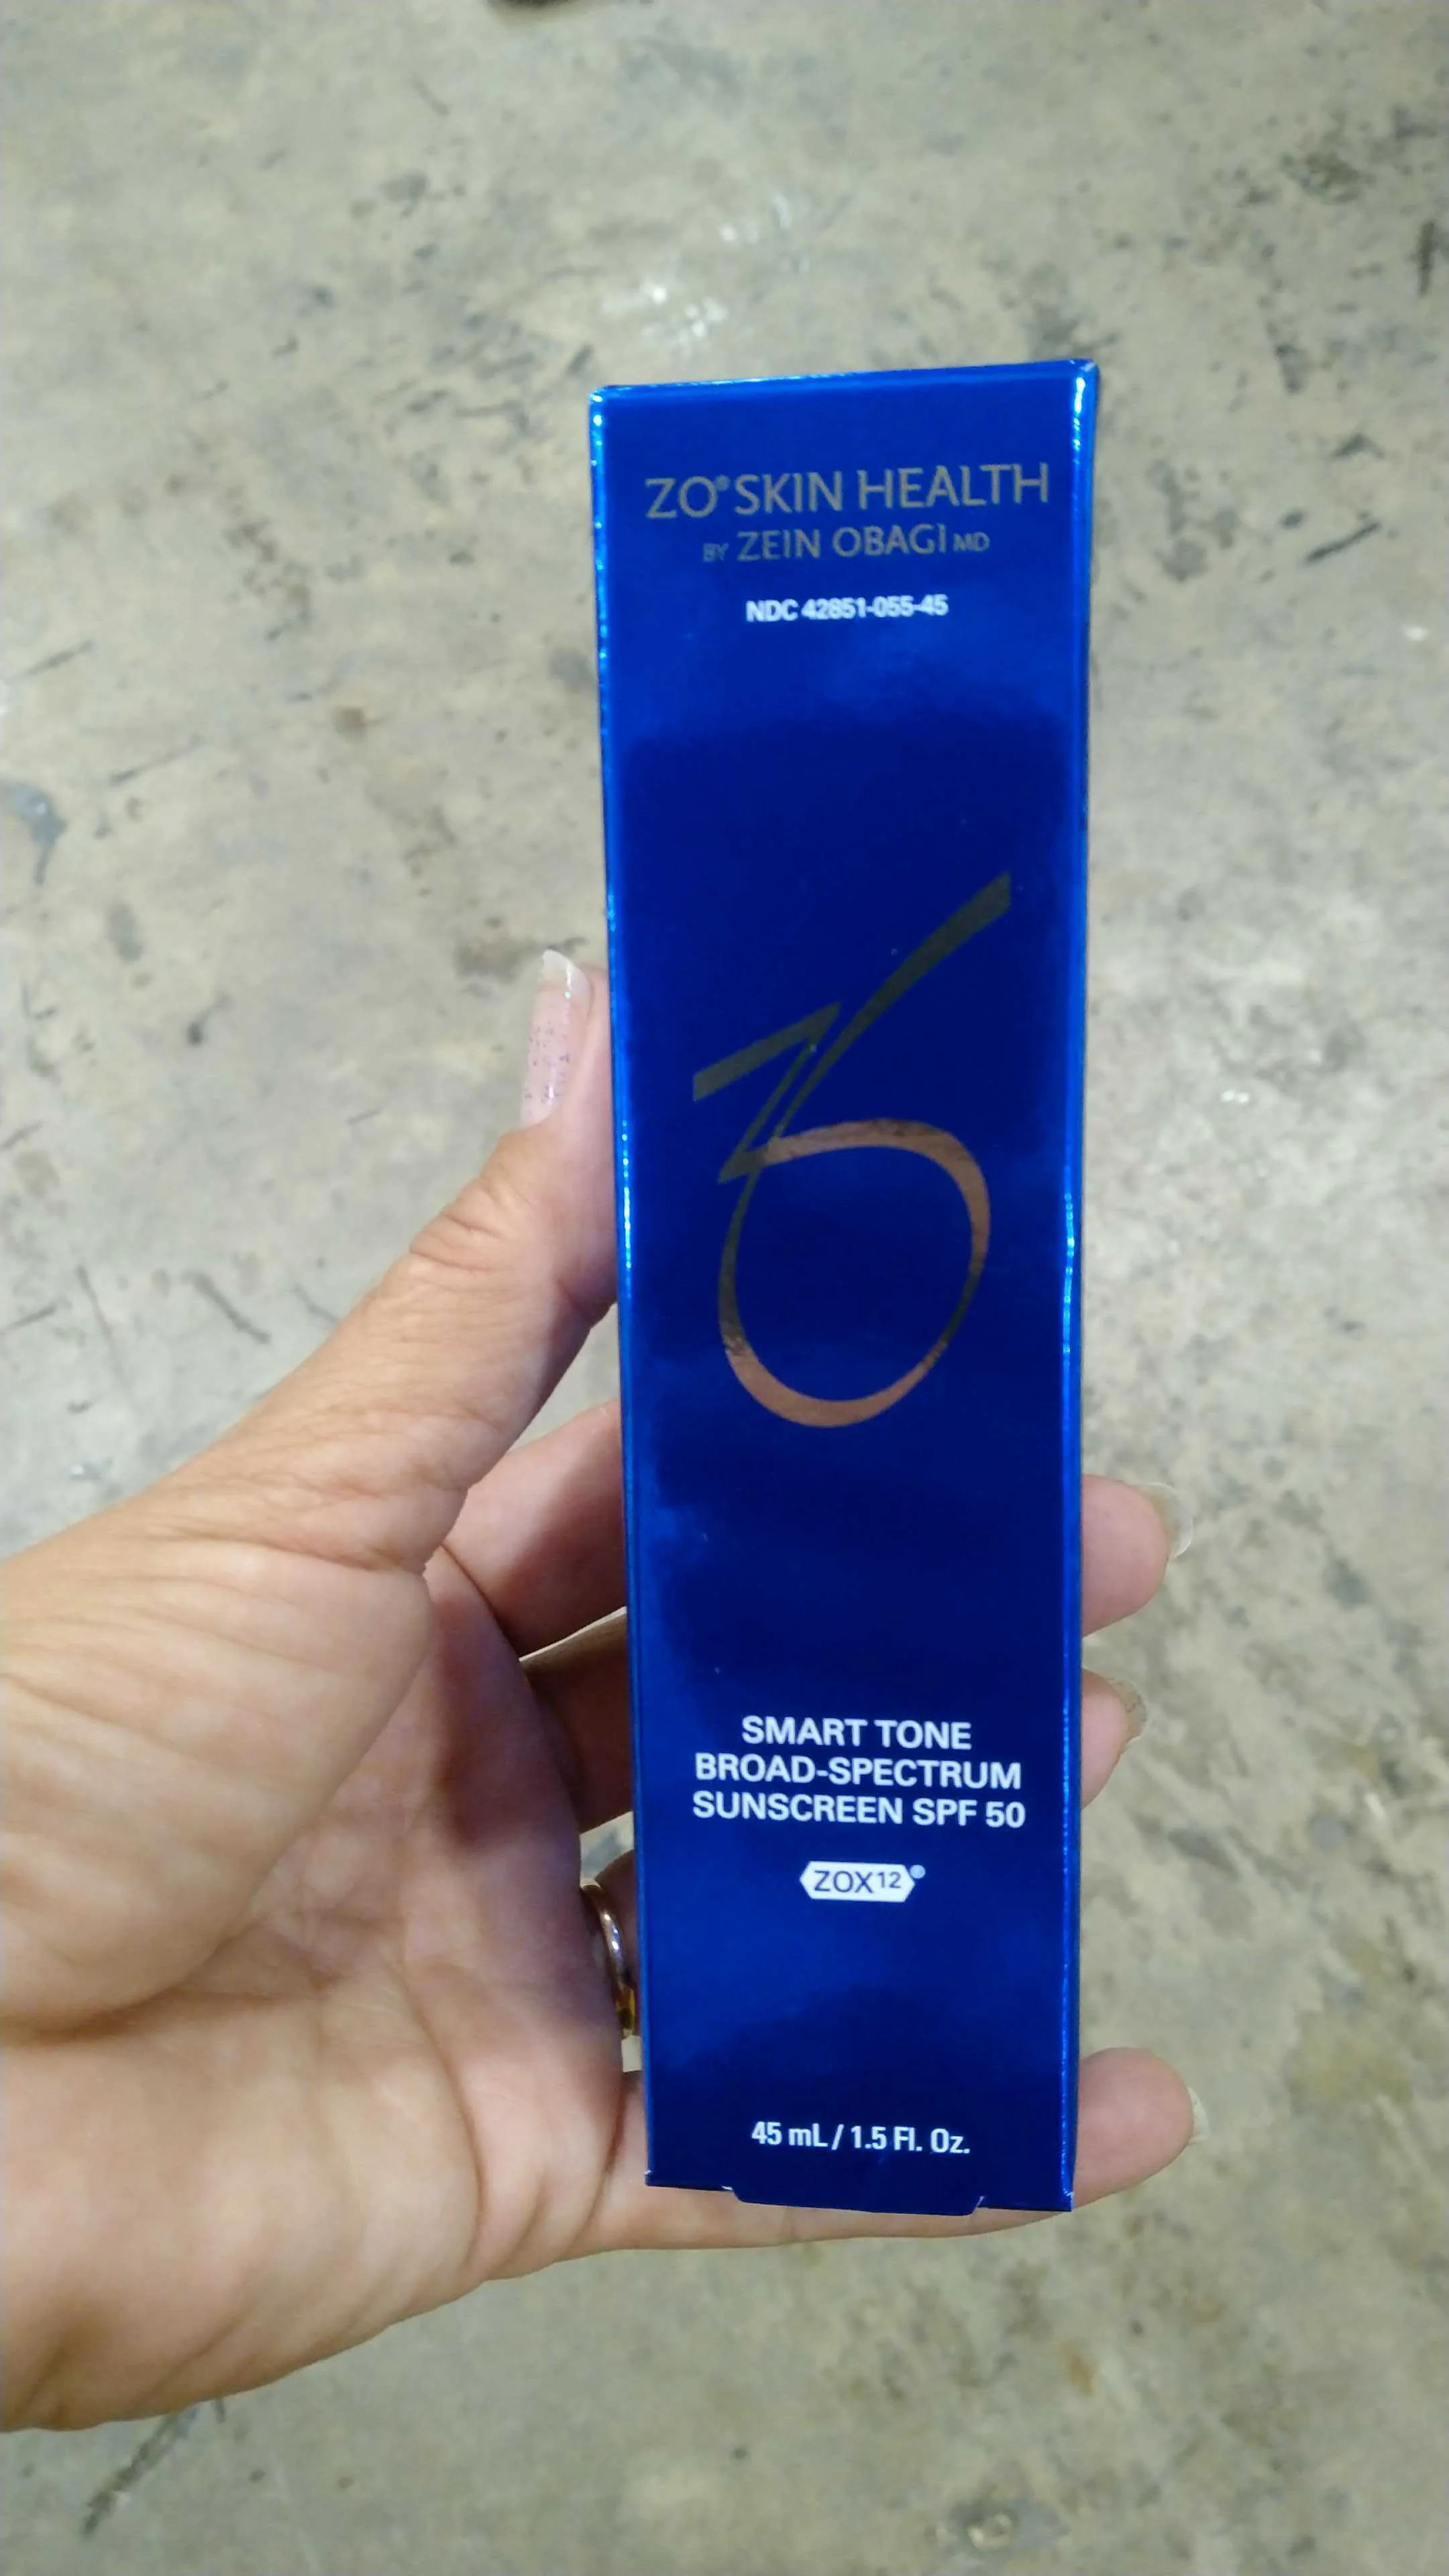 ZO® SKIN HEALTH
BY ZEIN OBAGI MD
NDC 42851-055-45
ZO
SMART TONE
BROAD-SPECTRUM
SUNSCREEN SPF 50
ZOX12®
45 mL / 1.5 Fl. Oz.